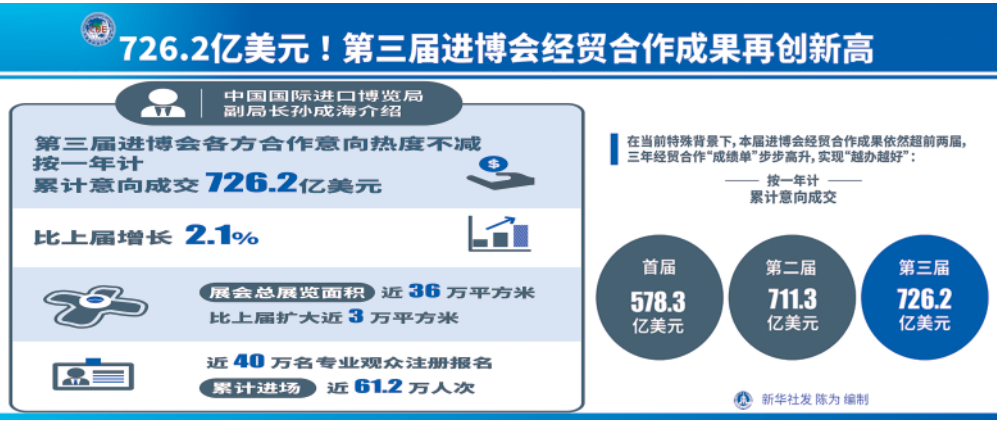 726.2亿美元！第三届进博会经贸合作成果再创新高
中国国际进口博览局
副局长孙成海介绍
第三届进博会各方合作意向热度不减
按一年计
累计意向成交 726.2亿美元
比上届增长 2.1%
展会总展览面积 近 36 万平方米
比上届扩大近 3 万平方米
近 40 万名专业观众注册报名
累计进场 近 61.2 万人次
在当前特殊背景下，本届进博会经贸合作成果依然超前两届，
三年经贸合作“成绩单”步步高升，实现“越办越好”：
按一年计
累计意向成交
首届
578.3
亿美元
第二届
711.3
亿美元
第三届
726.2
亿美元
新华社发 陈为 编制